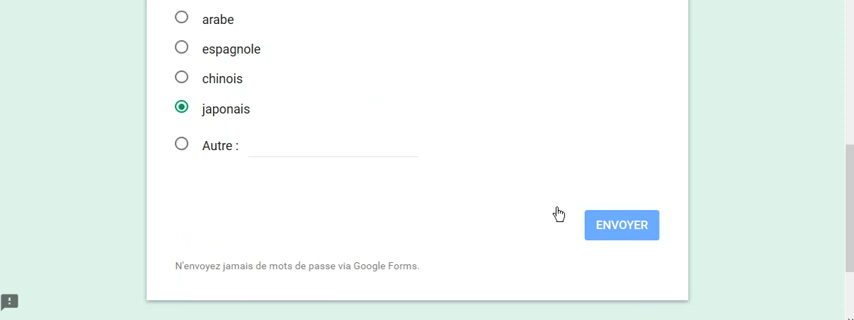 arabe
espagnole
chinois
japonais
Autre :
ENVOYER
N'envoyez jamais de mots de passe via Google Forms.